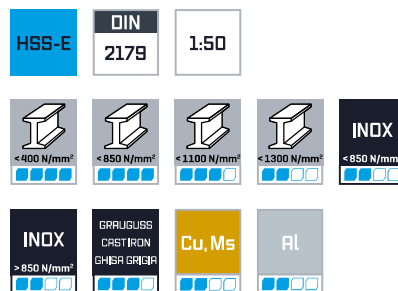 HSS-E
DIN
2179
1:50
<400 N/mm²
<850 N/mm²
<1100 N/mm²
<1300 N/mm²
INOX
<850 N/mm²
INOX
>850 N/mm²
GRAUGUSS
CAST IRON
GHISA GRIGIA
Cu, Ms
Al